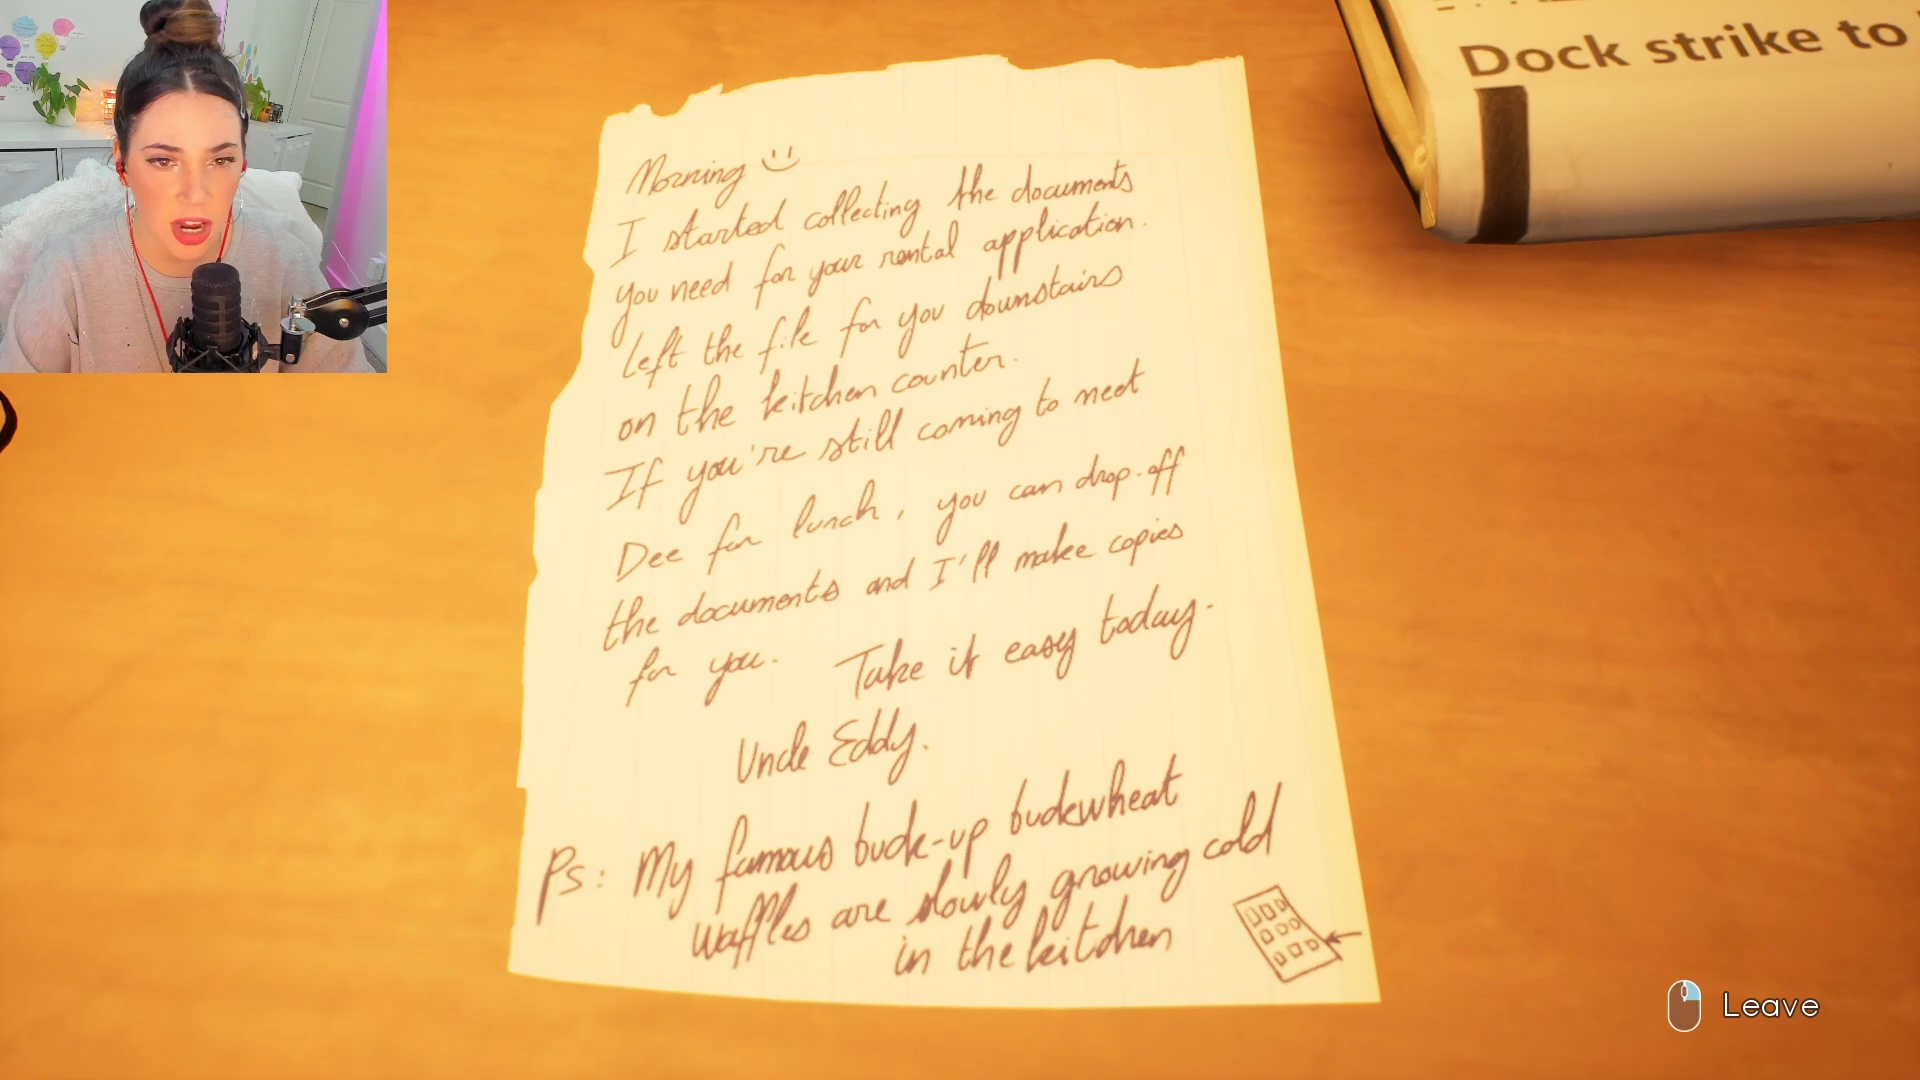 Dock strike to
Morning
I started collecting the documents
you need for your rental application.
Left the file for you downstairs
on the kitchen counter.
If you're still coming to meet
Dee for lunch, you can drop-off
the documents and I'll make copies
for you. Take it easy today.
Uncle Eddy.
Ps: My famous buck-up buckwheat
waffles are slowly growing cold
in the kitchen
Leave